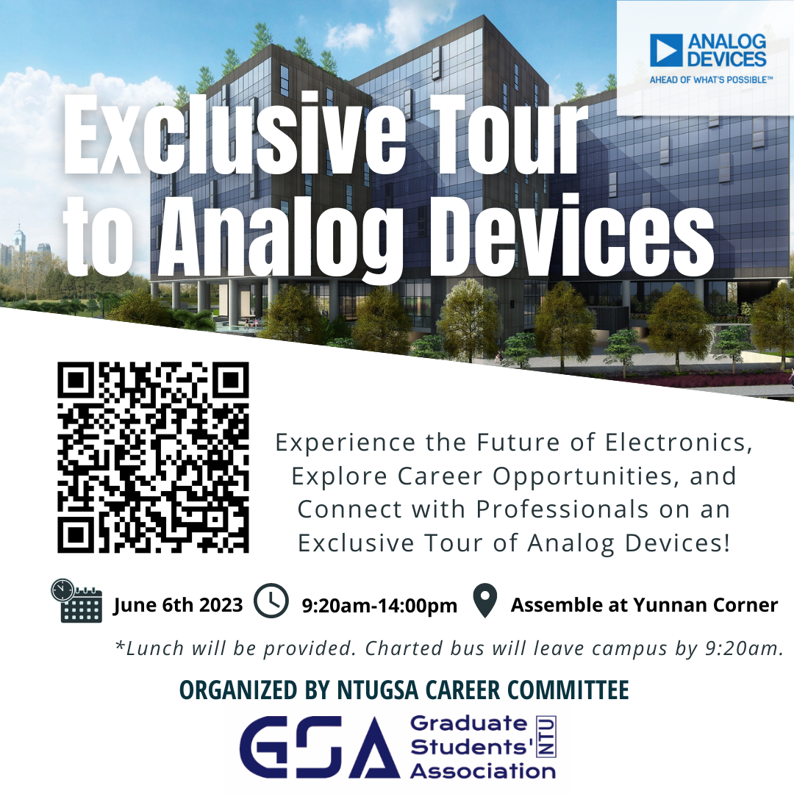 ANALOG
DEVICES
AHEAD OF WHAT'S POSSIBLE™
Exclusive Tour
to Analog Devices
Experience the Future of Electronics,
Explore Career Opportunities, and
Connect with Professionals on an
Exclusive Tour of Analog Devices!
June 6th 2023 9:20am-14:00pm Assemble at Yunnan Corner
*Lunch will be provided. Charted bus will leave campus by 9:20am.
ORGANIZED BY NTUGSA CAREER COMMITTEE
GSA
Graduate
Students'
Association
NTU